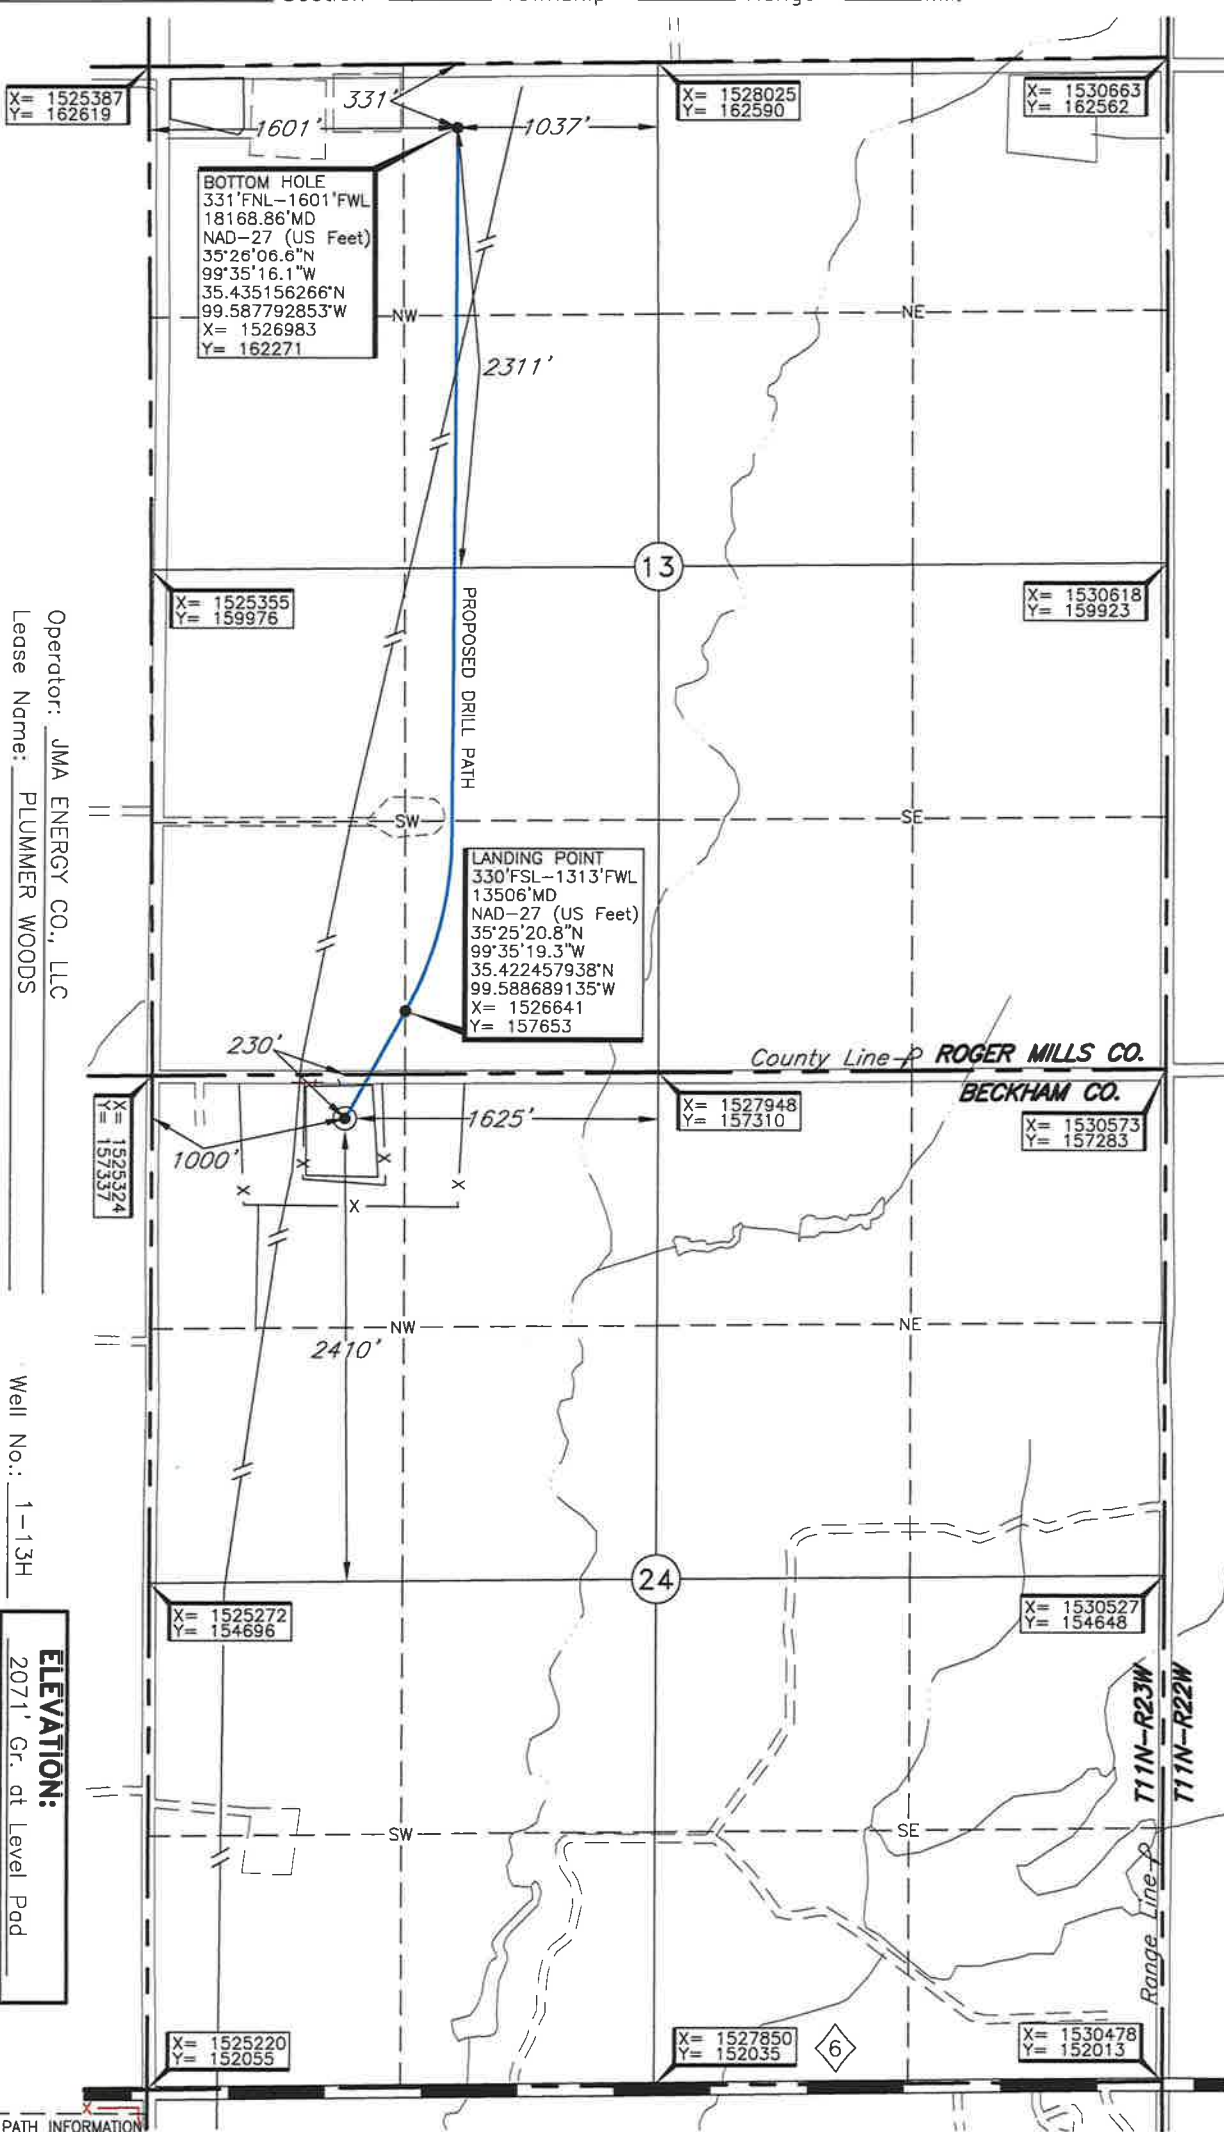 X= 1525387
Y= 162619
331'
X= 1528025
Y= 162590
X= 1530663
Y= 162562
1601'
1037'
BOTTOM HOLE
331'FNL-1601'FWL
18168.86'MD
NAD-27 (US Feet)
35°26'06.6"N
99°35'16.1"W
35.435156266°N
99.587792853°W
X= 1526983
Y= 162271
NW
NE
2311'
13
X= 1525355
Y= 159976
X= 1530618
Y= 159923
PROPOSED DRILL PATH
Operator: JMA ENERGY CO., LLC
Lease Name: PLUMMER WOODS
SW
SE
LANDING POINT
330'FSL-1313'FWL
13506'MD
NAD-27 (US Feet)
35°25'20.8"N
99°35'19.3"W
35.422457938°N
99.588689135°W
X= 1526641
Y= 157653
230'
County Line
ROGER MILLS CO.
BECKHAM CO.
X= 1525324
Y= 157337
1000'
1625'
X= 1527948
Y= 157310
X= 1530573
Y= 157283
X
X
X
X
X
NW
NE
2410'
Well No.: 1-13H
24
X= 1525272
Y= 154696
X= 1530527
Y= 154648
ELEVATION:
2071' Gr. at Level Pad
T11N-R23W
T11N-R22W
SW
SE
Range Line
X= 1525220
Y= 152055
X= 1527850
Y= 152035
6
X= 1530478
Y= 152013
X
PATH INFORMATION